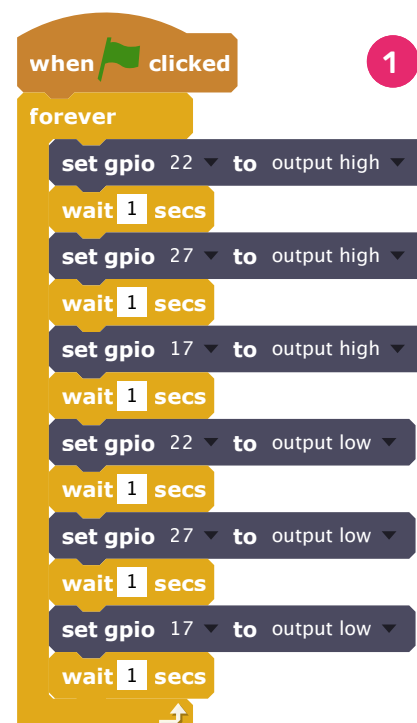 when clicked
1
forever
set gpio 22 to output high
wait 1 secs
set gpio 27 to output high
wait 1 secs
set gpio 17 to output high
wait 1 secs
set gpio 22 to output low
wait 1 secs
set gpio 27 to output low
wait 1 secs
set gpio 17 to output low
wait 1 secs